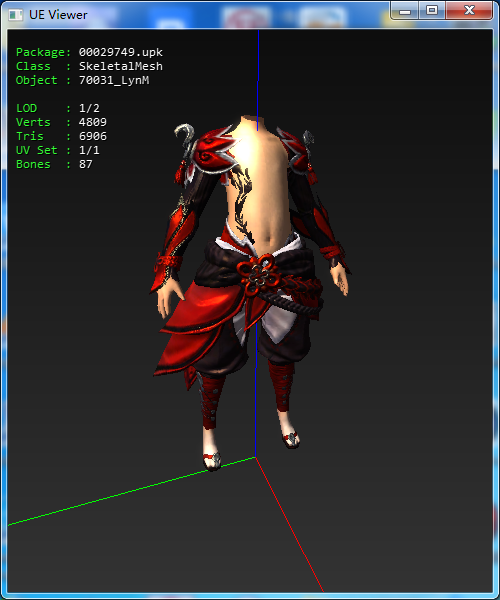 UE Viewer
Package: 00029749.upk
Class : SkeletalMesh
Object : 70031_LynM
LOD : 1/2
Verts : 4809
Tris : 6906
UV Set : 1/1
Bones : 87